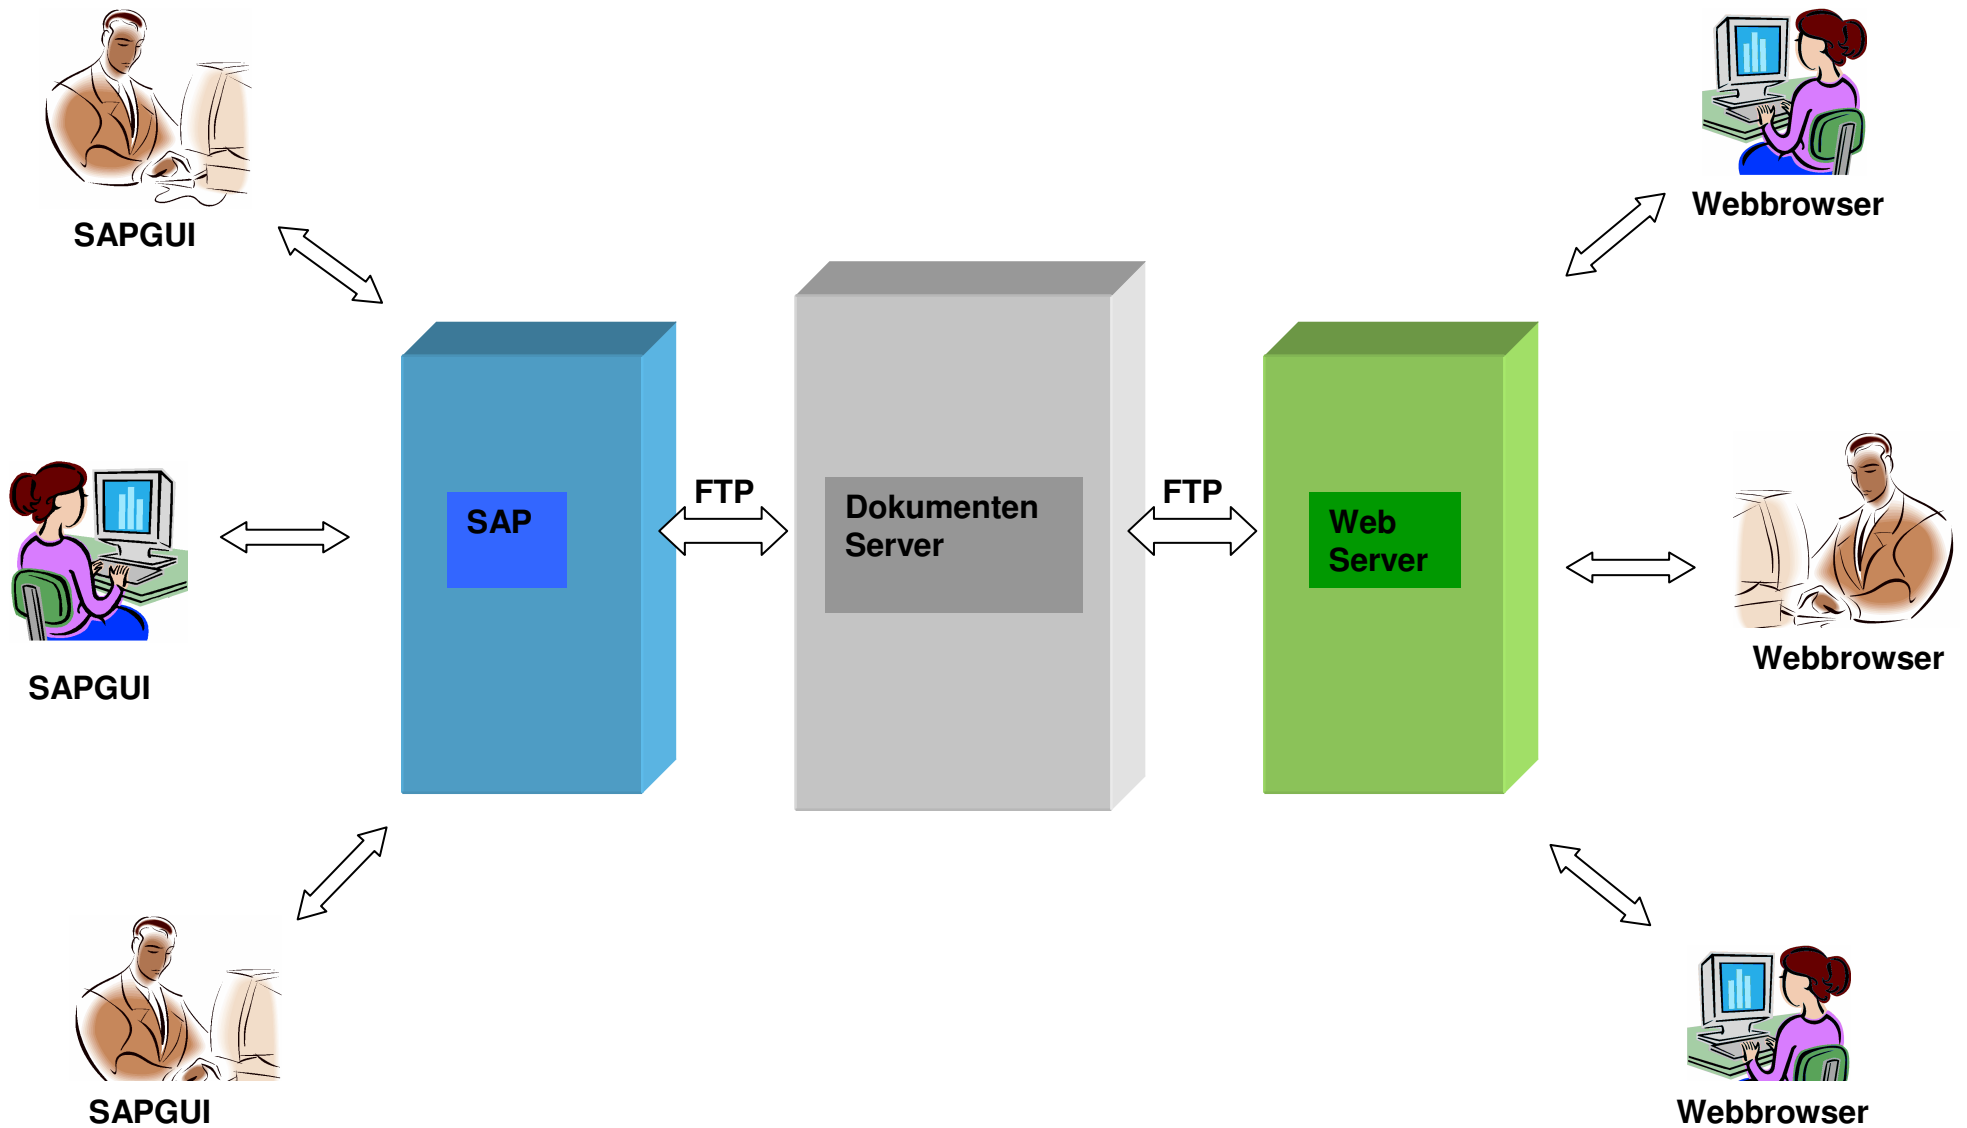 Webbrowser
SAPGUI
FTP
FTP
SAP
Dokumenten
Server
Web
Server
Webbrowser
SAPGUI
SAPGUI
Webbrowser